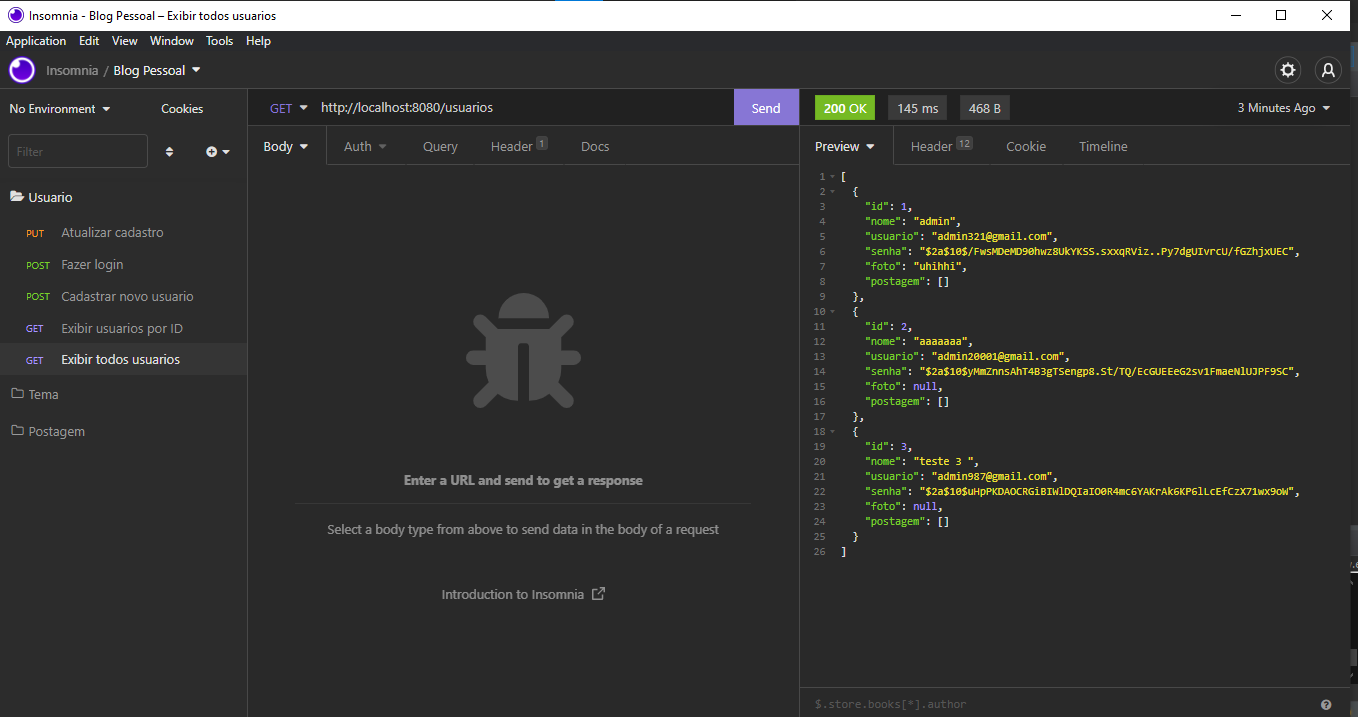 Insomnia - Blog Pessoal – Exibir todos usuarios
Application Edit View Window Tools Help
Insomnia / Blog Pessoal
No Environment Cookies
Filter
Usuario
PUT Atualizar cadastro
POST Fazer login
POST Cadastrar novo usuario
GET Exibir usuarios por ID
GET Exibir todos usuarios
Tema
Postagem
GET http://localhost:8080/usuarios Send
Body Auth Query Header 1 Docs
Enter a URL and send to get a response
Select a body type from above to send data in the body of a request
Introduction to Insomnia
200 OK 145 ms 468 B 3 Minutes Ago
Preview Header 12 Cookie Timeline
1 [
2 {
3 "id": 1,
4 "nome": "admin",
5 "usuario": "admin321@gmail.com",
6 "senha": "$2a$10$/FwsMDeMD90hwz8UkYKSS.sxxqRViz..Py7dgUIvrcU/fGZhjxUEC",
7 "foto": "uhihhi",
8 "postagem": []
9 },
10 {
11 "id": 2,
12 "nome": "aaaaaaa",
13 "usuario": "admin20001@gmail.com",
14 "senha": "$2a$10$yMmZnnsAhT4B3gTSengp8.St/TQ/EcGUEEeG2sv1FmaeNlUJPF9SC",
15 "foto": null,
16 "postagem": []
17 },
18 {
19 "id": 3,
20 "nome": "teste 3 ",
21 "usuario": "admin987@gmail.com",
22 "senha": "$2a$10$uHpPKDAOCRGiBIWlDQIaIO0R4mc6YAKrAk6KP6lLcEfCzX71wx9oW",
23 "foto": null,
24 "postagem": []
25 }
26 ]
$.store.books[*].author